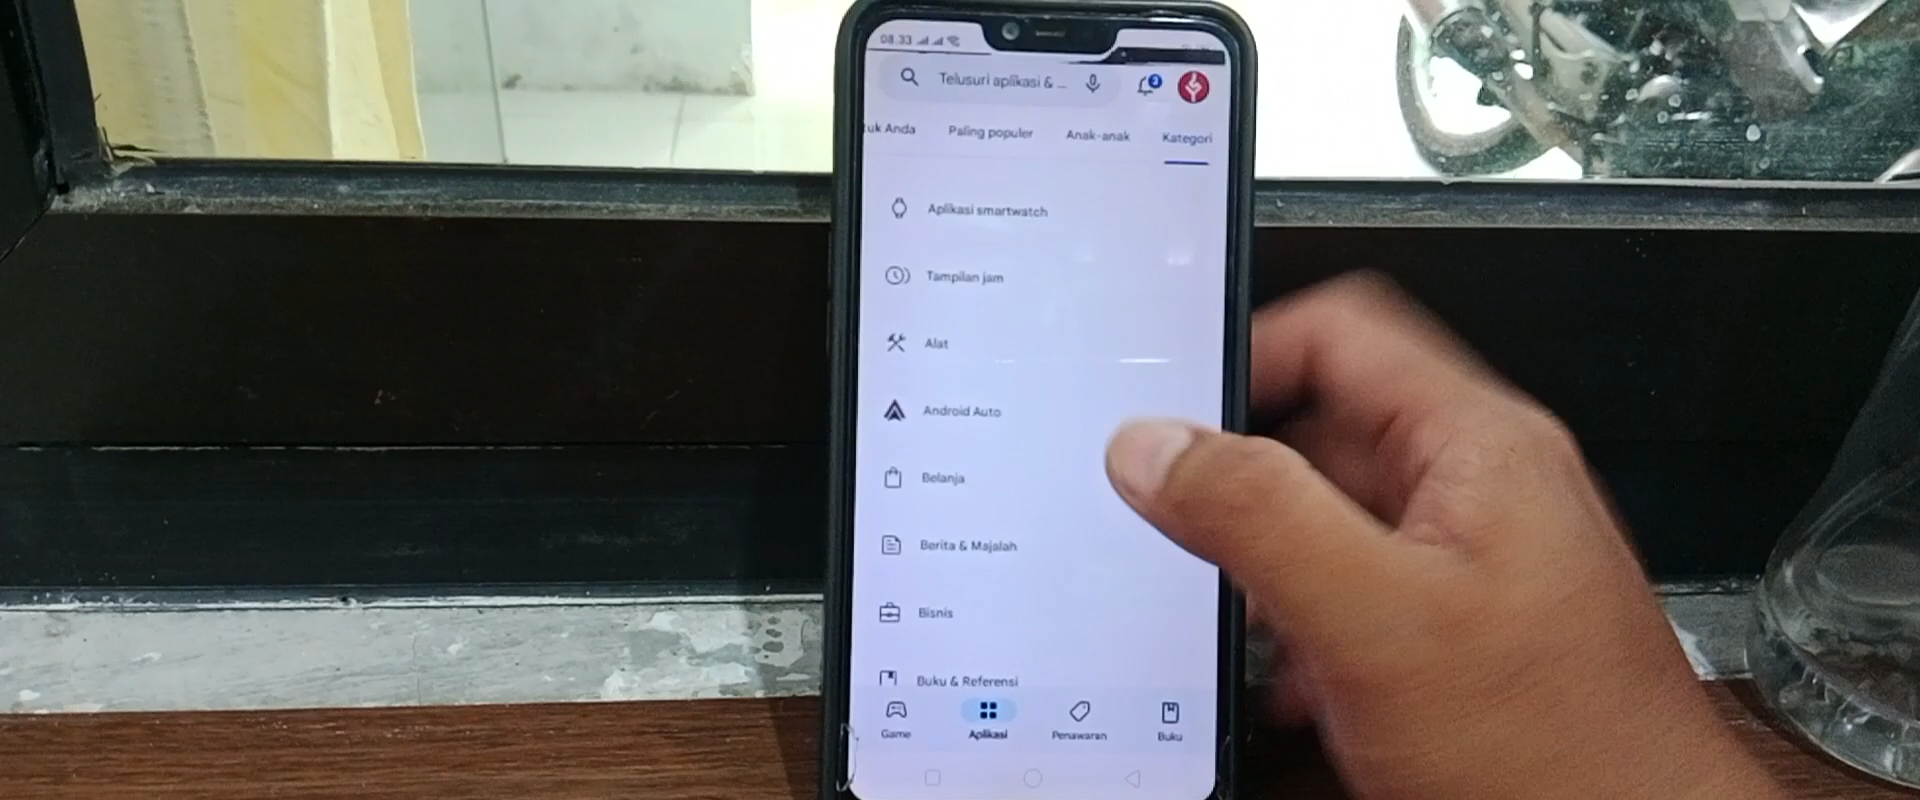 08.33
Telusuri aplikasi & ...
3
tuk Anda
Paling populer
Anak-anak
Kategori
Aplikasi smartwatch
Tampilan jam
Alat
Android Auto
Belanja
Berita & Majalah
Bisnis
Buku & Referensi
Game
Aplikasi
Penawaran
Buku